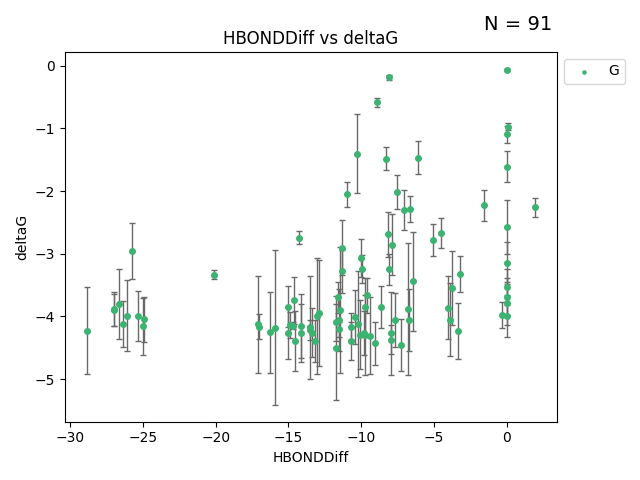 N = 91
HBONDDiff vs deltaG
G
deltaG
0
−1
−2
−3
−4
−5
−30 −25 −20 −15 −10 −5 0
HBONDDiff